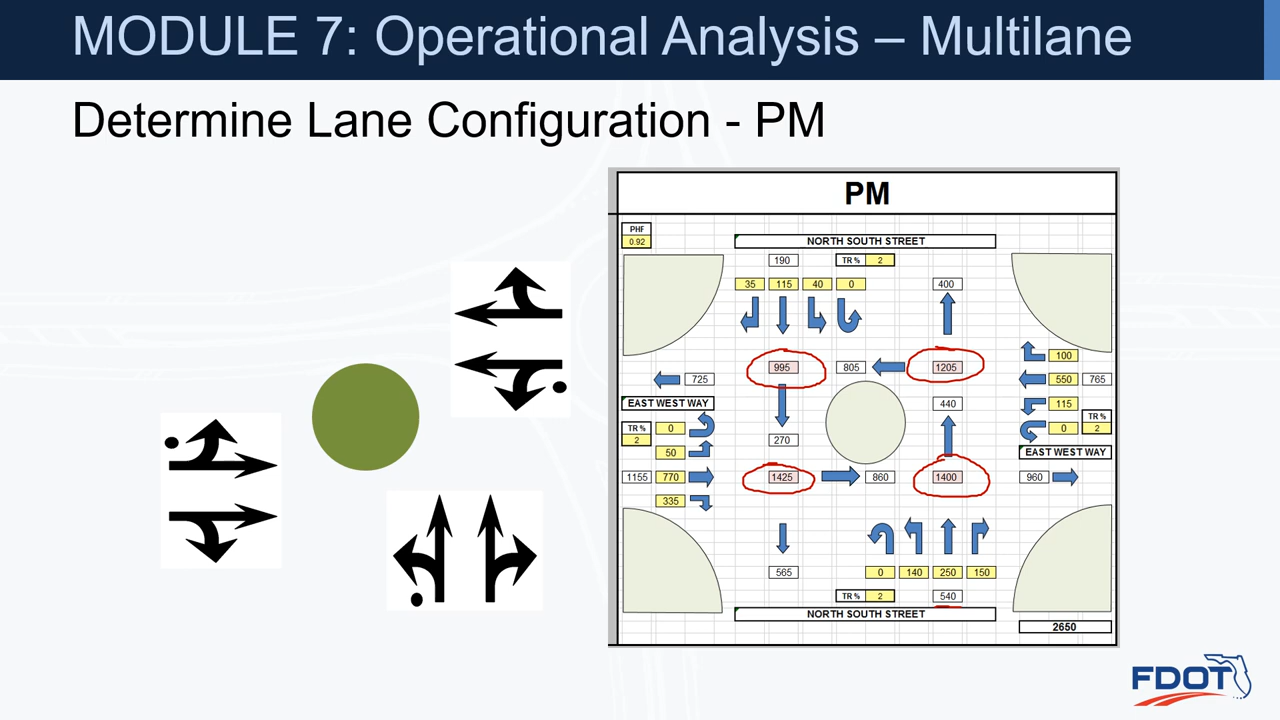 MODULE 7: Operational Analysis – Multilane
Determine Lane Configuration - PM
PM
PHF
0.92
NORTH SOUTH STREET
190
TR %
2
35
115
40
0
400
995
805
1205
100
725
550
765
EAST WEST WAY
440
115
TR %
2
0
TR %
2
0
270
50
EAST WEST WAY
1155
770
1425
860
1400
960
335
565
0
140
250
150
TR %
2
540
NORTH SOUTH STREET
2650
FDOT